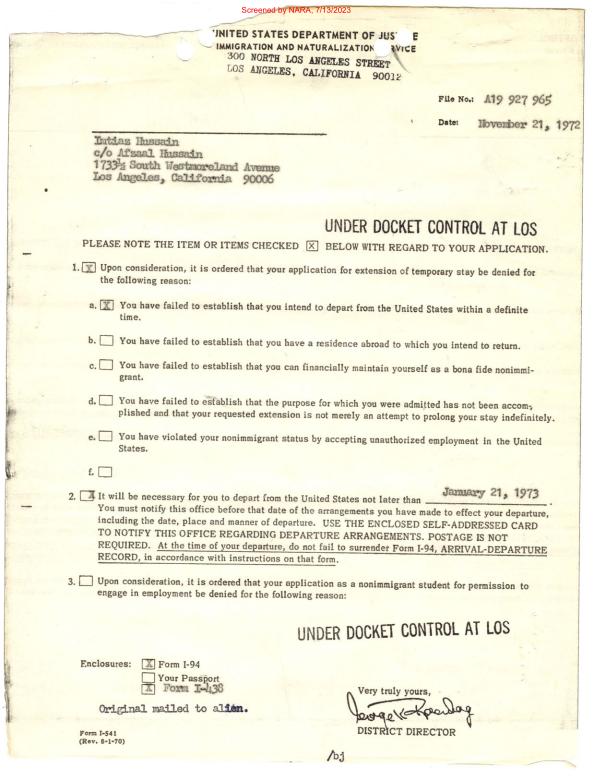 Screened by NARA, 7/13/2023
UNITED STATES DEPARTMENT OF JUS E
IMMIGRATION AND NATURALIZATION RVICE
300 NORTH LOS ANGELES STREET
LOS ANGELES, CALIFORNIA 90012
File No.: A19 927 965
Date: November 21, 1972
Imtiaz Hussain
c/o Afzaal Hussain
1733½ South Westmoreland Avenue
Los Angeles, California 90006
UNDER DOCKET CONTROL AT LOS
PLEASE NOTE THE ITEM OR ITEMS CHECKED X BELOW WITH REGARD TO YOUR APPLICATION.
1. X Upon consideration, it is ordered that your application for extension of temporary stay be denied for
the following reason:
a. X You have failed to establish that you intend to depart from the United States within a definite
time.
b. You have failed to establish that you have a residence abroad to which you intend to return.
c. You have failed to establish that you can financially maintain yourself as a bona fide nonimmi-
grant.
d. You have failed to establish that the purpose for which you were admitted has not been accom-
plished and that your requested extension is not merely an attempt to prolong your stay indefinitely.
e. You have violated your nonimmigrant status by accepting unauthorized employment in the United
States.
f.
2. X It will be necessary for you to depart from the United States not later than January 21, 1973
You must notify this office before that date of the arrangements you have made to effect your departure,
including the date, place and manner of departure. USE THE ENCLOSED SELF-ADDRESSED CARD
TO NOTIFY THIS OFFICE REGARDING DEPARTURE ARRANGEMENTS. POSTAGE IS NOT
REQUIRED. At the time of your departure, do not fail to surrender Form I-94, ARRIVAL-DEPARTURE
RECORD, in accordance with instructions on that form.
3. Upon consideration, it is ordered that your application as a nonimmigrant student for permission to
engage in employment be denied for the following reason:
UNDER DOCKET CONTROL AT LOS
Enclosures: X Form I-94
Your Passport
X Form I-438
Original mailed to alien.
Very truly yours,
DISTRICT DIRECTOR
Form I-541
(Rev. 8-1-70)
/bj